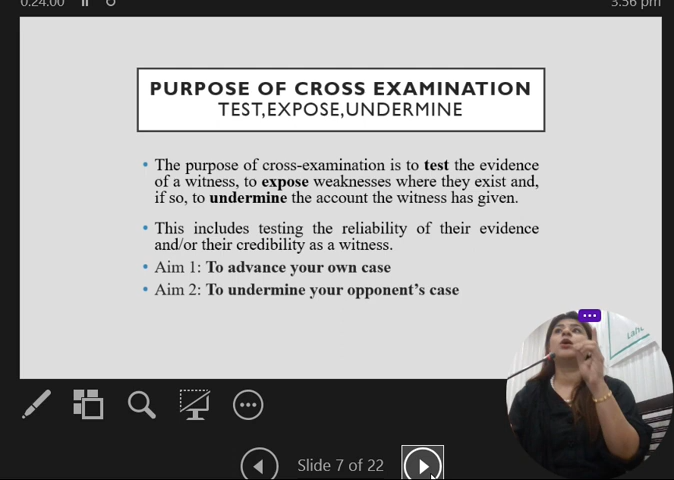 0:24:00
3:56 pm
PURPOSE OF CROSS EXAMINATION
TEST,EXPOSE,UNDERMINE
• The purpose of cross-examination is to test the evidence
of a witness, to expose weaknesses where they exist and,
if so, to undermine the account the witness has given.
• This includes testing the reliability of their evidence
and/or their credibility as a witness.
• Aim 1: To advance your own case
• Aim 2: To undermine your opponent's case
Slide 7 of 22